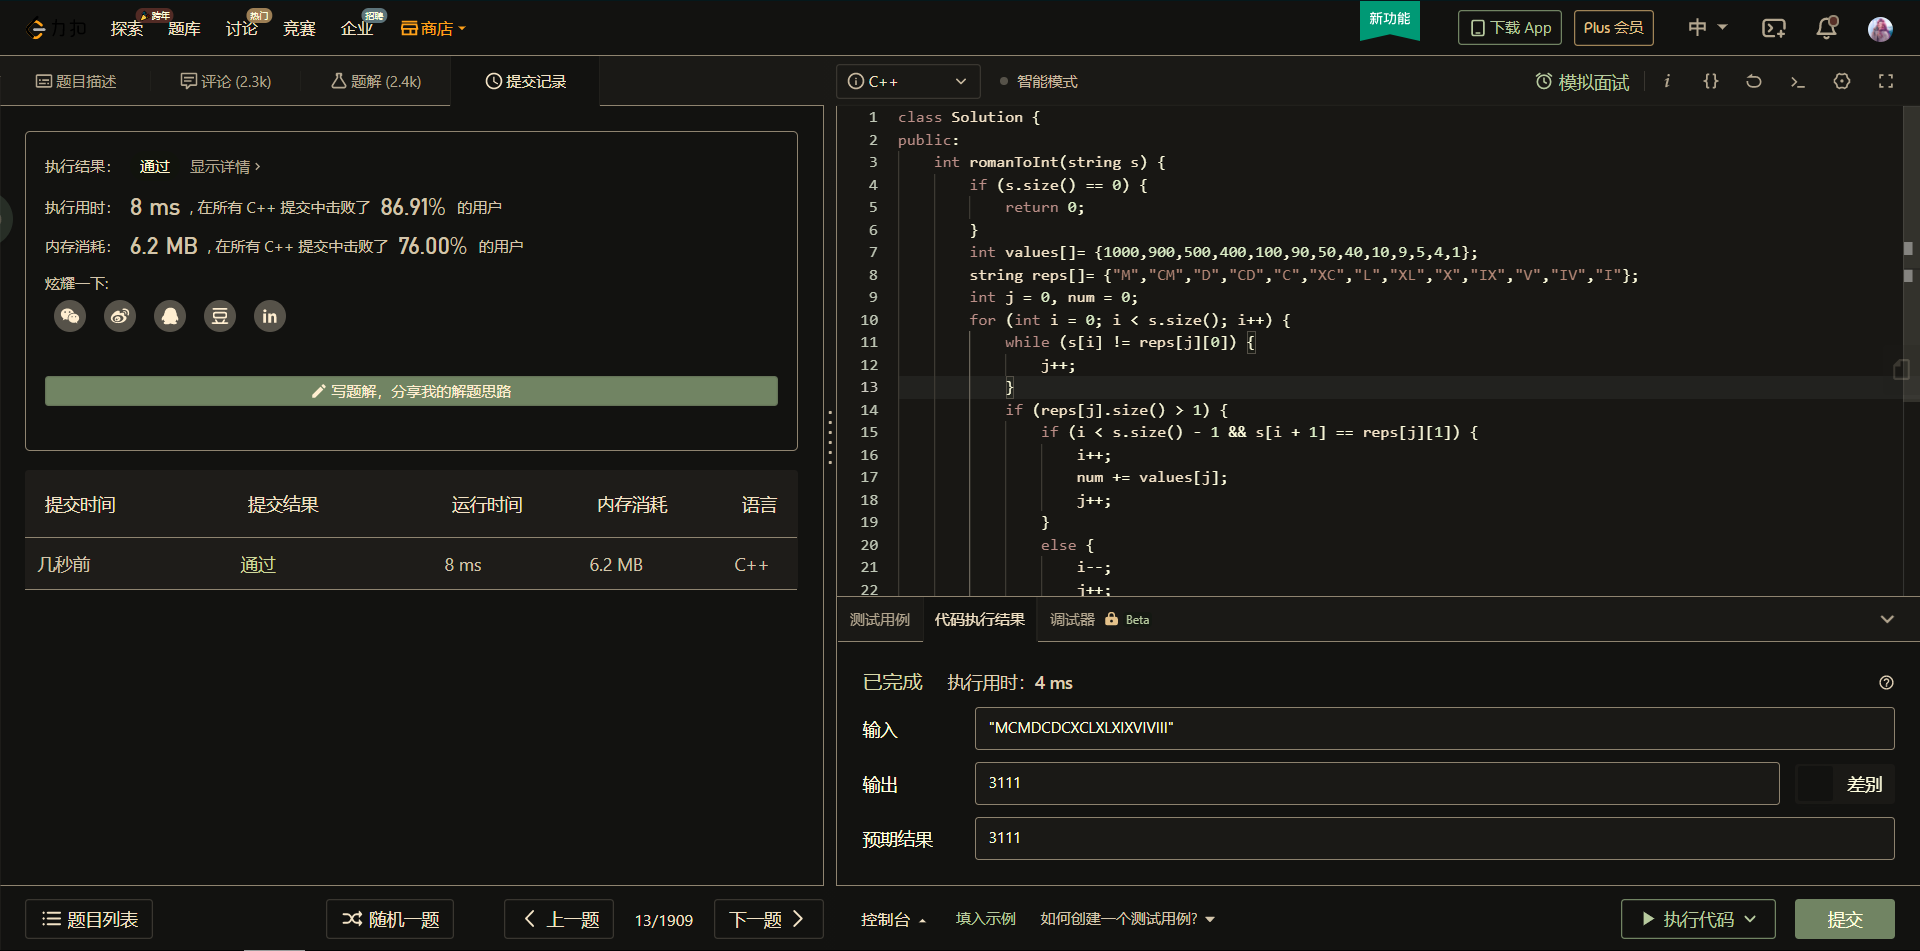 力扣
探索
跨年
题库
讨论
热门
竞赛
企业
招聘
商店
新功能
下载 App
Plus 会员
中
题目描述
评论 (2.3k)
题解 (2.4k)
提交记录
执行结果：
通过
显示详情 ›
执行用时：
8 ms
, 在所有 C++ 提交中击败了
86.91%
的用户
内存消耗：
6.2 MB
, 在所有 C++ 提交中击败了
76.00%
的用户
炫耀一下:
豆
in
写题解，分享我的解题思路
提交时间
提交结果
运行时间
内存消耗
语言
几秒前
通过
8 ms
6.2 MB
C++
题目列表
随机一题
上一题
13/1909
下一题
C++
智能模式
模拟面试
i
{}
1 class Solution {
2 public:
3 int romanToInt(string s) {
4 if (s.size() == 0) {
5 return 0;
6 }
7 int values[]= {1000,900,500,400,100,90,50,40,10,9,5,4,1};
8 string reps[]= {"M","CM","D","CD","C","XC","L","XL","X","IX","V","IV","I"};
9 int j = 0, num = 0;
10 for (int i = 0; i < s.size(); i++) {
11 while (s[i] != reps[j][0]) {
12 j++;
13 }
14 if (reps[j].size() > 1) {
15 if (i < s.size() - 1 && s[i + 1] == reps[j][1]) {
16 i++;
17 num += values[j];
18 j++;
19 }
20 else {
21 i--;
22 j++;
测试用例
代码执行结果
调试器
Beta
已完成
执行用时：4 ms
输入
"MCMDCDCXCLXLXIXVIVIII"
输出
3111
差别
预期结果
3111
控制台
填入示例
如何创建一个测试用例?
执行代码
提交